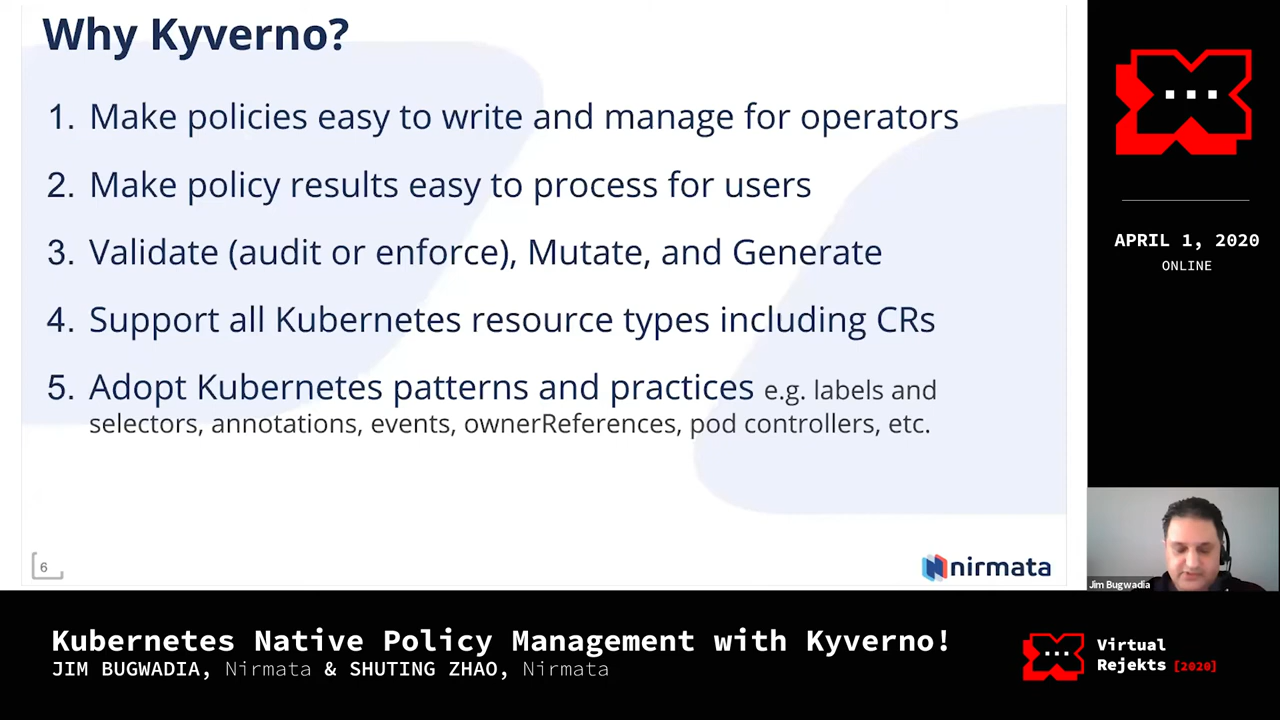 Why Kyverno?
1. Make policies easy to write and manage for operators
2. Make policy results easy to process for users
3. Validate (audit or enforce), Mutate, and Generate
4. Support all Kubernetes resource types including CRs
5. Adopt Kubernetes patterns and practices e.g. labels and
selectors, annotations, events, ownerReferences, pod controllers, etc.
6
nirmata
APRIL 1, 2020
ONLINE
Jim Bugwadia
Kubernetes Native Policy Management with Kyverno!
JIM BUGWADIA, Nirmata & SHUTING ZHAO, Nirmata
Virtual
Rejekts [2020]